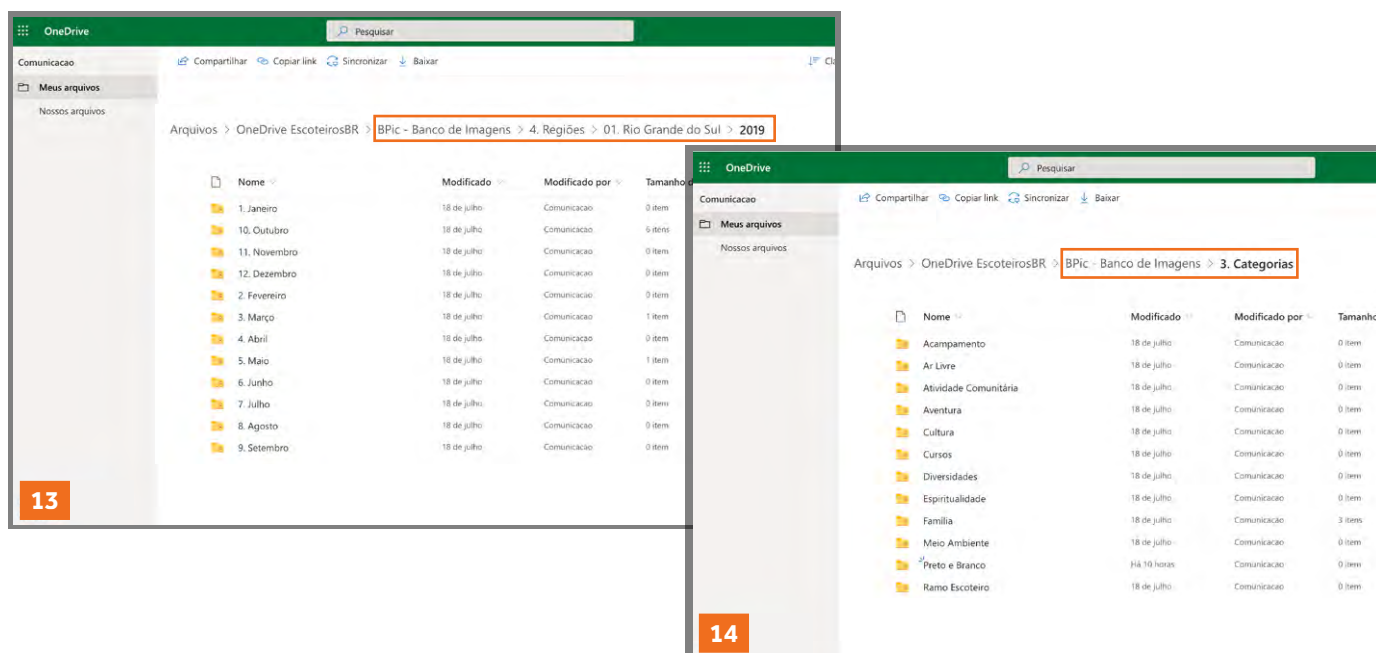 OneDrive
Pesquisar
Comunicacao
Compartilhar Copiar link Sincronizar Baixar
Meus arquivos
Nossos arquivos
Arquivos > OneDrive EscoteirosBR > BPic - Banco de Imagens > 4. Regiões > 01. Rio Grande do Sul > 2019
Nome Modificado Modificado por Tamanho
1. Janeiro 18 de julho Comunicacao 0 item
10. Outubro 18 de julho Comunicacao 6 itens
11. Novembro 18 de julho Comunicacao 0 item
12. Dezembro 18 de julho Comunicacao 0 item
2. Fevereiro 18 de julho Comunicacao 0 item
3. Março 18 de julho Comunicacao 1 item
4. Abril 18 de julho Comunicacao 0 item
5. Maio 18 de julho Comunicacao 1 item
6. Junho 18 de julho Comunicacao 0 item
7. Julho 18 de julho Comunicacao 0 item
8. Agosto 18 de julho Comunicacao 0 item
9. Setembro 18 de julho Comunicacao 0 item
13
OneDrive
Pesquisar
Comunicacao
Compartilhar Copiar link Sincronizar Baixar
Meus arquivos
Nossos arquivos
Arquivos > OneDrive EscoteirosBR > BPic - Banco de Imagens > 3. Categorias
Nome Modificado Modificado por Tamanho
Acampamento 18 de julho Comunicacao 0 item
Ar Livre 18 de julho Comunicacao 0 item
Atividade Comunitária 18 de julho Comunicacao 0 item
Aventura 18 de julho Comunicacao 0 item
Cultura 18 de julho Comunicacao 0 item
Cursos 18 de julho Comunicacao 0 item
Diversidades 18 de julho Comunicacao 0 item
Espiritualidade 18 de julho Comunicacao 0 item
Família 18 de julho Comunicacao 3 itens
Meio Ambiente 18 de julho Comunicacao 0 item
Preto e Branco Há 10 horas Comunicacao 0 item
Ramo Escoteiro 18 de julho Comunicacao 0 item
14